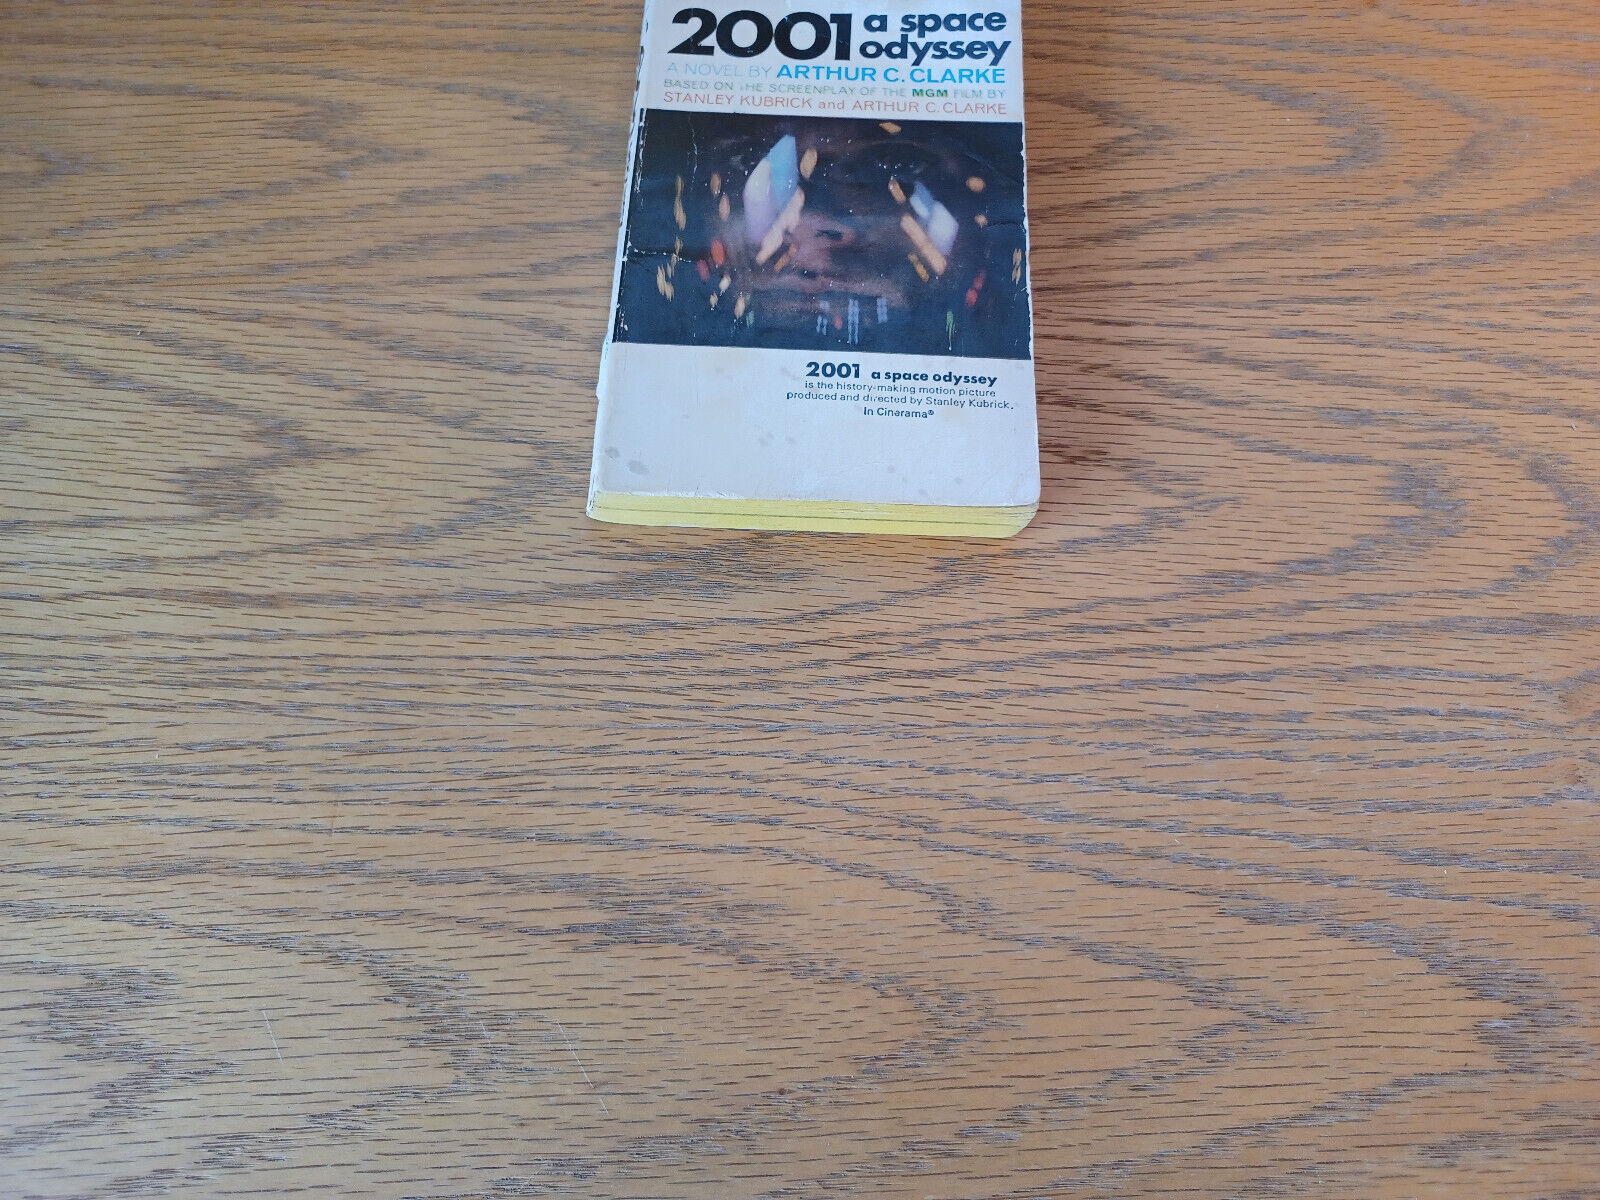 2001 a space
odyssey
A NOVEL BY ARTHUR C. CLARKE
BASED ON THE SCREENPLAY OF THE MGM FILM BY
STANLEY KUBRICK and ARTHUR C. CLARKE
2001 a space odyssey
is the history-making motion picture
produced and directed by Stanley Kubrick.
In Cinerama®